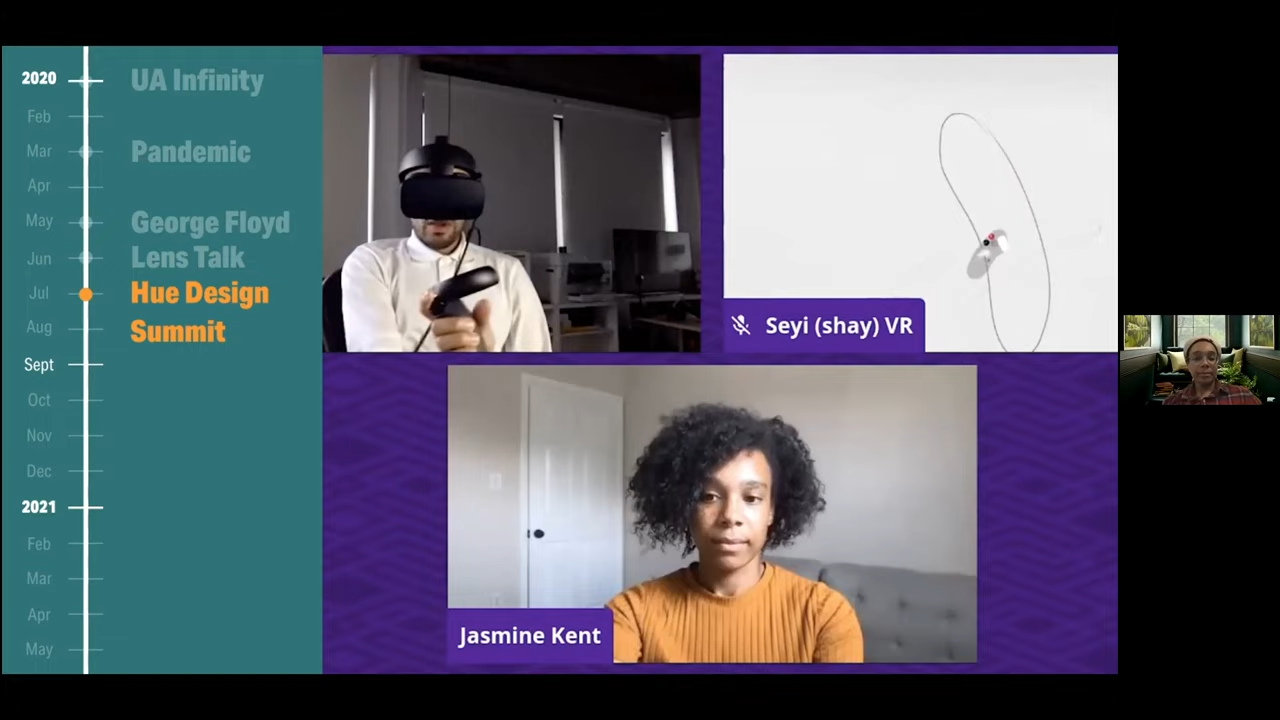 2020
UA Infinity
Feb
Mar
Pandemic
Apr
May
George Floyd
Jun
Lens Talk
Jul
Hue Design
Summit
Aug
Sept
Oct
Nov
Dec
2021
Feb
Mar
Apr
May
Seyi (shay) VR
Jasmine Kent